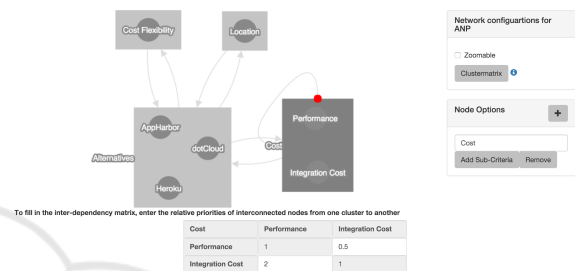 Cost Flexibility
Location
AppHarbor
dotCloud
Alternatives
Heroku
Performance
Cost
Integration Cost
Network configuartions for
ANP
Zoomable
Clustermatrix
Node Options
+
Cost
Add Sub-Criteria Remove
To fill in the inter-dependency matrix, enter the relative priorities of interconnected nodes from one cluster to another
Cost Performance Integration Cost
Performance 1 0.5
Integration Cost 2 1